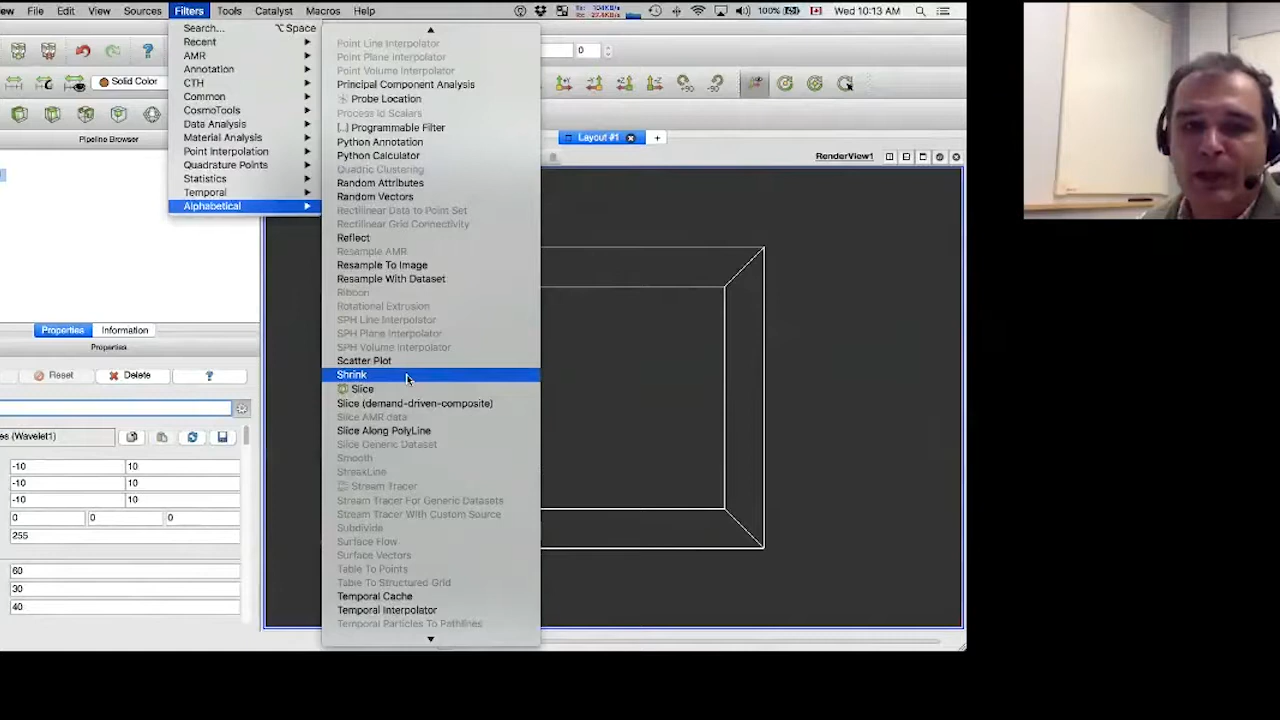 ew File Edit View Sources Filters Tools Catalyst Macros Help 100% Wed 10:13 AM
Search... ⌥ Space
Recent
AMR
Annotation
CTH
Common
CosmoTools
Data Analysis
Material Analysis
Point Interpolation
Quadrature Points
Statistics
Temporal
Alphabetical
Point Line Interpolator
Point Plane Interpolator
Point Volume Interpolator
Principal Component Analysis
Probe Location
Process Id Scalars
Programmable Filter
Python Annotation
Python Calculator
Quadric Clustering
Random Attributes
Random Vectors
Rectilinear Data to Point Set
Rectilinear Grid Connectivity
Reflect
Resample AMR
Resample To Image
Resample With Dataset
Ribbon
Rotational Extrusion
SPH Line Interpolator
SPH Plane Interpolator
SPH Volume Interpolator
Scatter Plot
Shrink
Slice
Slice (demand-driven-composite)
Slice AMR data
Slice Along PolyLine
Slice Generic Dataset
Smooth
StreakLine
Stream Tracer
Stream Tracer For Generic Datasets
Stream Tracer With Custom Source
Subdivide
Surface Flow
Surface Vectors
Table To Points
Table To Structured Grid
Temporal Cache
Temporal Interpolator
Temporal Particles To Pathlines
0
Solid Color
+X +Y -Y +Z -Z +90 -90
Pipeline Browser
Layout #1 +
RenderView1
Properties Information
Properties
Reset Delete ?
es (Wavelet1)
-10 10
-10 10
-10 10
0 0 0
255
60
30
40